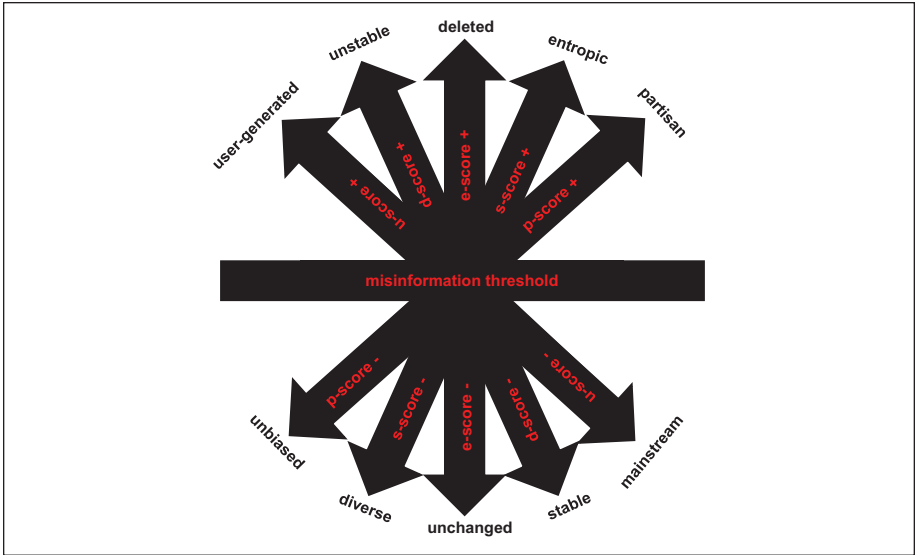 deleted
unstable
entropic
user-generated
partisan
u-score +
d-score +
e-score +
s-score +
p-score +
misinformation threshold
p-score -
s-score -
e-score -
d-score -
u-score -
unbiased
mainstream
diverse
stable
unchanged